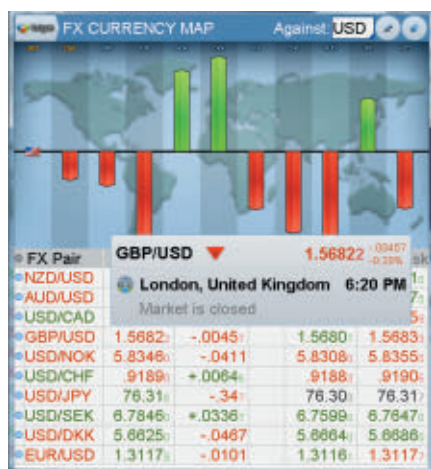 FX CURRENCY MAP Against USD
FX Pair
GBP/USD 1.56822 -.00457
-0.29%
London, United Kingdom 6:20 PM
Market is closed
NZD/USD
AUD/USD
USD/CAD
GBP/USD 1.5682 -.0045 1.5680 1.5683
USD/NOK 5.8346 -.0411 5.8308 5.8355
USD/CHF .9189 +.0064 .9188 .9190
USD/JPY 76.31 -.34 76.30 76.31
USD/SEK 6.7846 +.0336 6.7599 6.7647
USD/DKK 5.6625 -.0467 5.6664 5.6686
EUR/USD 1.3117 -.0101 1.3116 1.3117